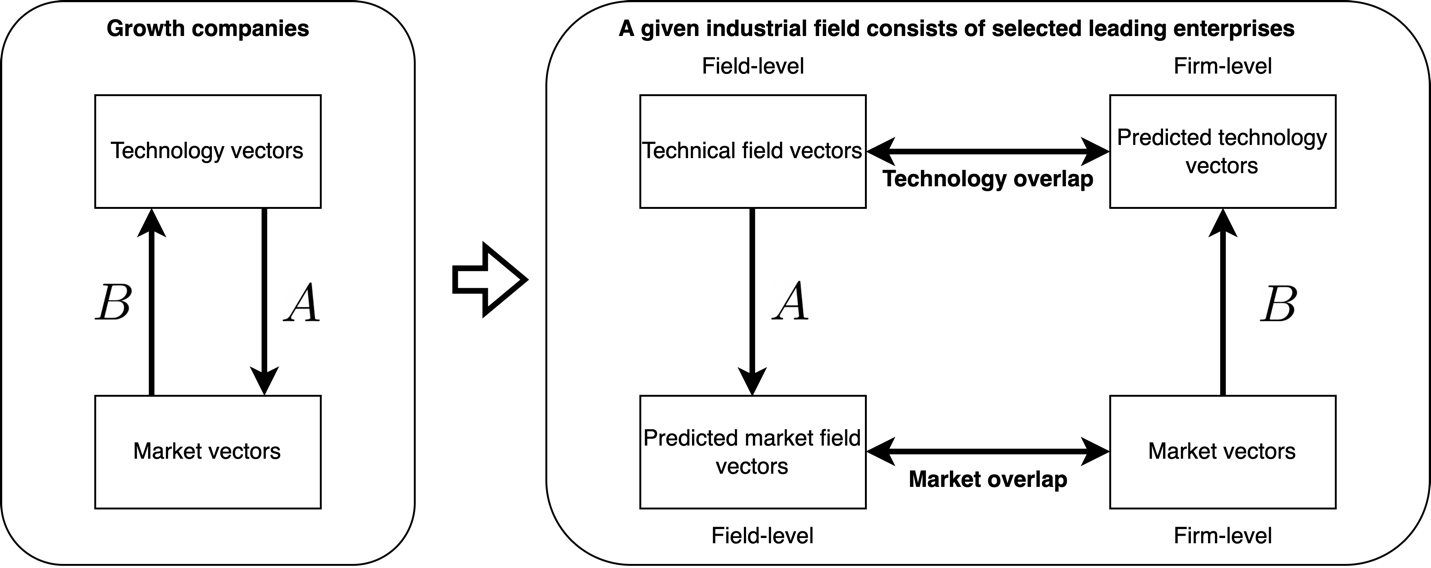 Growth companies
Technology vectors
B
A
Market vectors
A given industrial field consists of selected leading enterprises
Field-level
Firm-level
Technical field vectors
Technology overlap
Predicted technology
vectors
A
B
Predicted market field
vectors
Market overlap
Market vectors
Field-level
Firm-level